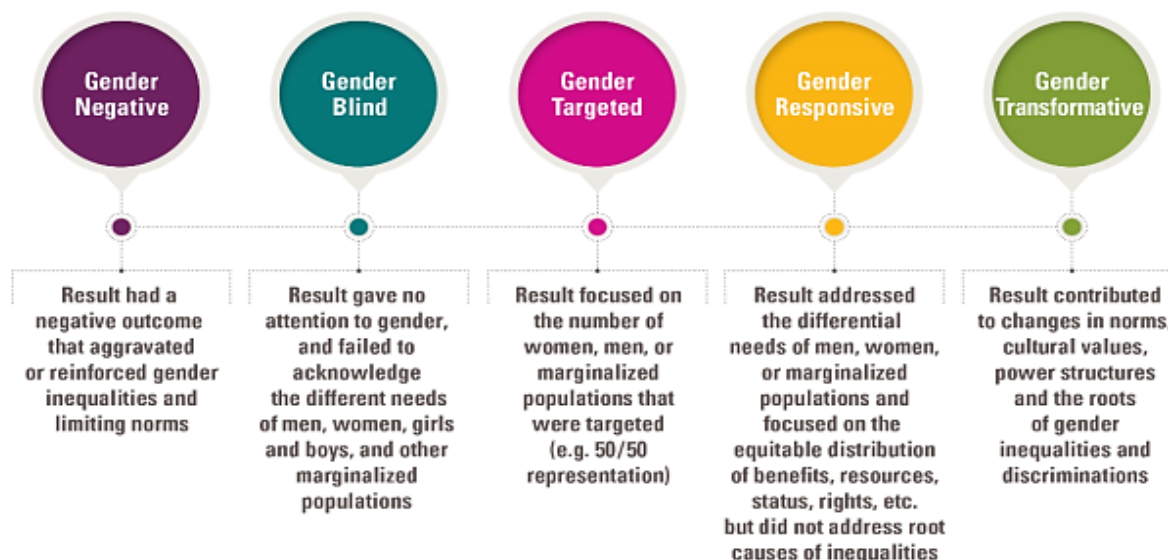 Gender
Negative
Gender
Blind
Gender
Targeted
Gender
Responsive
Gender
Transformative
Result had a
negative outcome
that aggravated
or reinforced gender
inequalities and
limiting norms
Result gave no
attention to gender,
and failed to
acknowledge
the different needs
of men, women, girls
and boys, and other
marginalized
populations
Result focused on
the number of
women, men, or
marginalized
populations that
were targeted
(e.g. 50/50
representation)
Result addressed
the differential
needs of men, women,
or marginalized
populations and
focused on the
equitable distribution
of benefits, resources,
status, rights, etc.
but did not address root
causes of inequalities
Result contributed
to changes in norms,
cultural values,
power structures
and the roots
of gender
inequalities and
discriminations